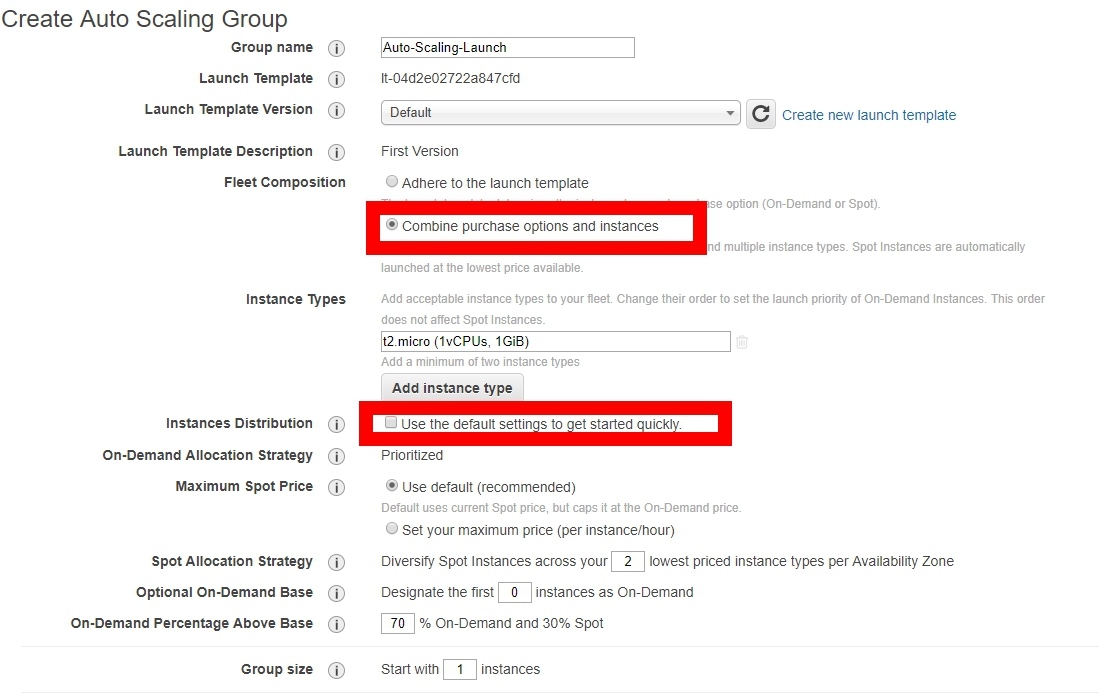 Create Auto Scaling Group
Group name i Auto-Scaling-Launch
Launch Template i lt-04d2e02722a847cfd
Launch Template Version i Default Create new launch template
Launch Template Description i First Version
Fleet Composition Adhere to the launch template
option (On-Demand or Spot).
Combine purchase options and instances
multiple instance types. Spot Instances are automatically
launched at the lowest price available.
Instance Types Add acceptable instance types to your fleet. Change their order to set the launch priority of On-Demand Instances. This order
does not affect Spot Instances.
t2.micro (1vCPUs, 1GiB)
Add a minimum of two instance types
Add instance type
Instances Distribution i Use the default settings to get started quickly.
On-Demand Allocation Strategy i Prioritized
Maximum Spot Price i Use default (recommended)
Default uses current Spot price, but caps it at the On-Demand price.
Set your maximum price (per instance/hour)
Spot Allocation Strategy i Diversify Spot Instances across your 2 lowest priced instance types per Availability Zone
Optional On-Demand Base i Designate the first 0 instances as On-Demand
On-Demand Percentage Above Base i 70 % On-Demand and 30% Spot
Group size i Start with 1 instances